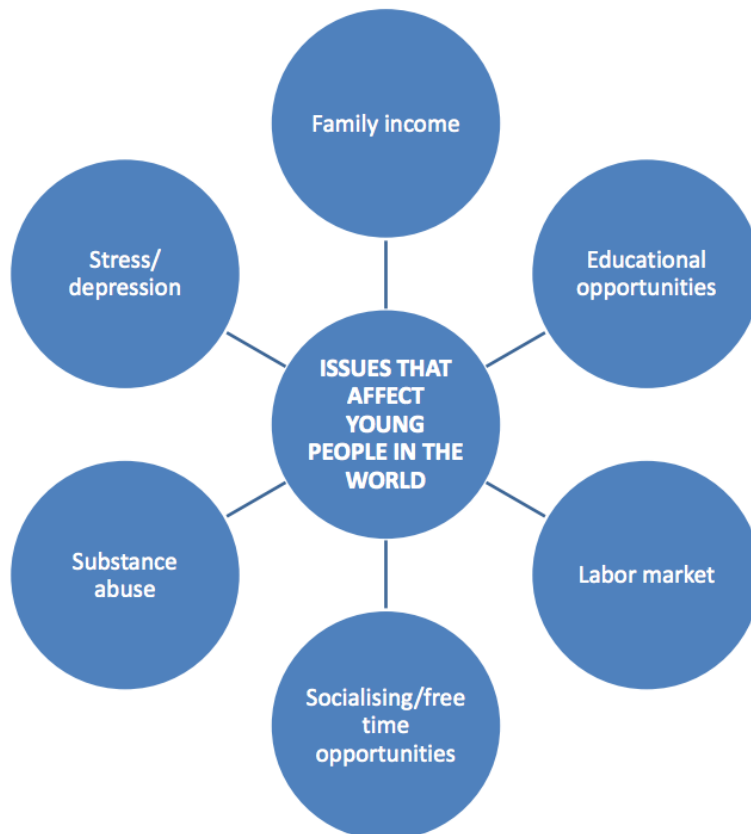 Family income
Stress/
depression
Educational
opportunities
ISSUES THAT
AFFECT
YOUNG
PEOPLE IN THE
WORLD
Substance
abuse
Labor market
Socialising/free
time
opportunities